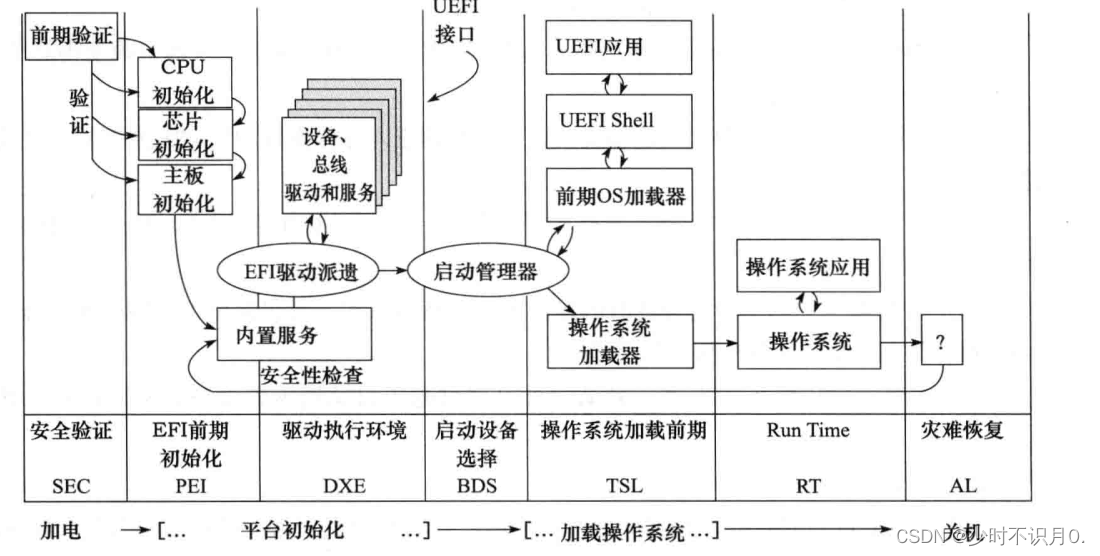 UEFI
接口
前期验证
验
证
CPU
初始化
芯片
初始化
主板
初始化
设备、
总线
驱动和服务
EFI驱动派遣
内置服务
安全性检查
启动管理器
UEFI应用
UEFI Shell
前期OS加载器
操作系统
加载器
操作系统应用
操作系统
?
安全验证
SEC
EFI前期
初始化
PEI
驱动执行环境
DXE
启动设备
选择
BDS
操作系统加载前期
TSL
Run Time
RT
灾难恢复
AL
加电
[… 平台初始化 …]
[… 加载操作系统 …]
关机
CSDN @少时不识月0.